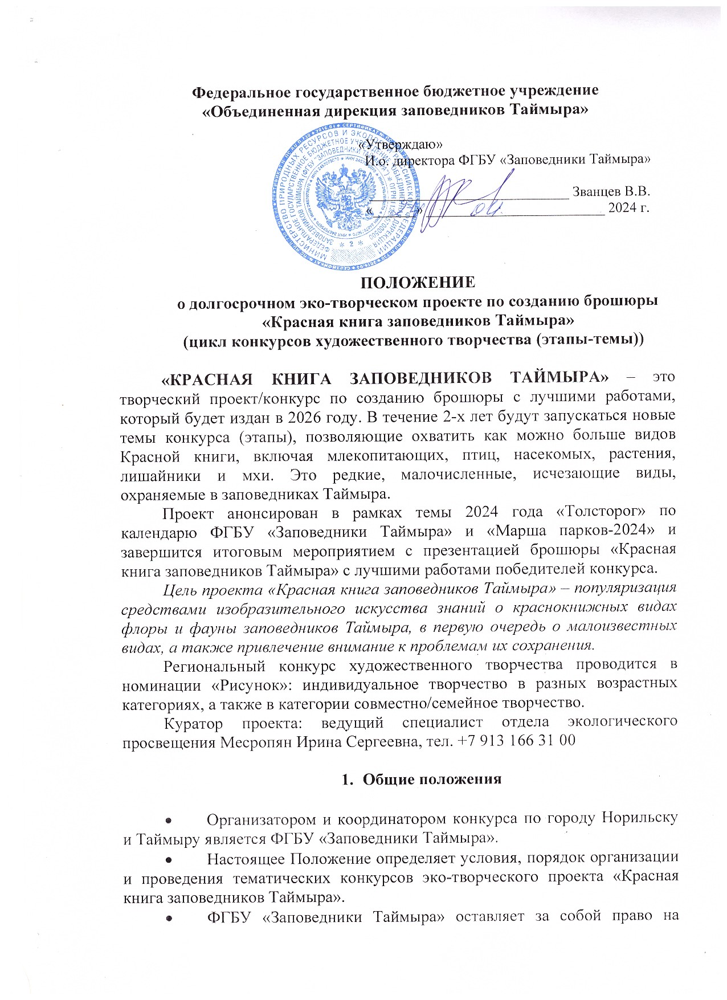 Федеральное государственное бюджетное учреждение
«Объединенная дирекция заповедников Таймыра»
«Утверждаю»
И.о. директора ФГБУ «Заповедники Таймыра»
Званцев В.В.
« » 2024 г.
ПОЛОЖЕНИЕ
о долгосрочном эко-творческом проекте по созданию брошюры
«Красная книга заповедников Таймыра»
(цикл конкурсов художественного творчества (этапы-темы))
«КРАСНАЯ КНИГА ЗАПОВЕДНИКОВ ТАЙМЫРА» – это
творческий проект/конкурс по созданию брошюры с лучшими работами,
который будет издан в 2026 году. В течение 2-х лет будут запускаться новые
темы конкурса (этапы), позволяющие охватить как можно больше видов
Красной книги, включая млекопитающих, птиц, насекомых, растения,
лишайники и мхи. Это редкие, малочисленные, исчезающие виды,
охраняемые в заповедниках Таймыра.
Проект анонсирован в рамках темы 2024 года «Толсторог» по
календарю ФГБУ «Заповедники Таймыра» и «Марша парков-2024» и
завершится итоговым мероприятием с презентацией брошюры «Красная
книга заповедников Таймыра» с лучшими работами победителей конкурса.
Цель проекта «Красная книга заповедников Таймыра» – популяризация
средствами изобразительного искусства знаний о краснокнижных видах
флоры и фауны заповедников Таймыра, в первую очередь о малоизвестных
видах, а также привлечение внимание к проблемам их сохранения.
Региональный конкурс художественного творчества проводится в
номинации «Рисунок»: индивидуальное творчество в разных возрастных
категориях, а также в категории совместно/семейное творчество.
Куратор проекта: ведущий специалист отдела экологического
просвещения Месропян Ирина Сергеевна, тел. +7 913 166 31 00
1. Общие положения
• Организатором и координатором конкурса по городу Норильску
и Таймыру является ФГБУ «Заповедники Таймыра».
• Настоящее Положение определяет условия, порядок организации
и проведения тематических конкурсов эко-творческого проекта «Красная
книга заповедников Таймыра».
• ФГБУ «Заповедники Таймыра» оставляет за собой право на